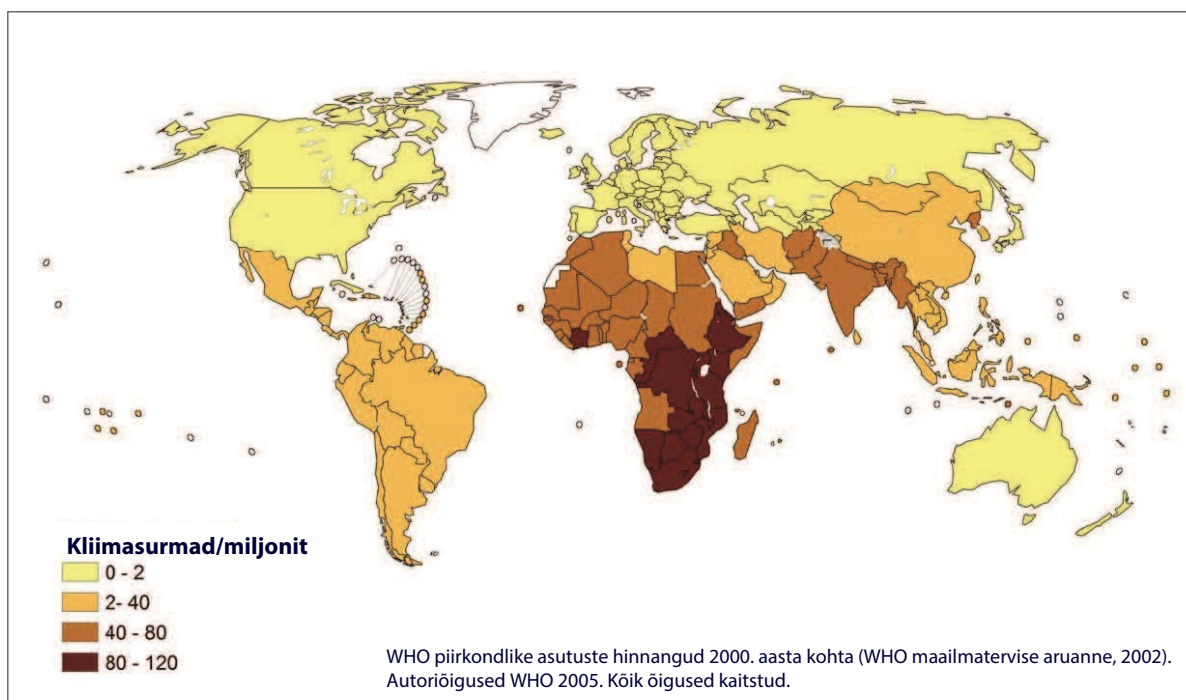 Kliimasurmad/miljonit
0 - 2
2- 40
40 - 80
80 - 120
WHO piirkondlike asutuste hinnangud 2000. aasta kohta (WHO maailmatervise aruanne, 2002).
Autoriõigused WHO 2005. Kõik õigused kaitstud.